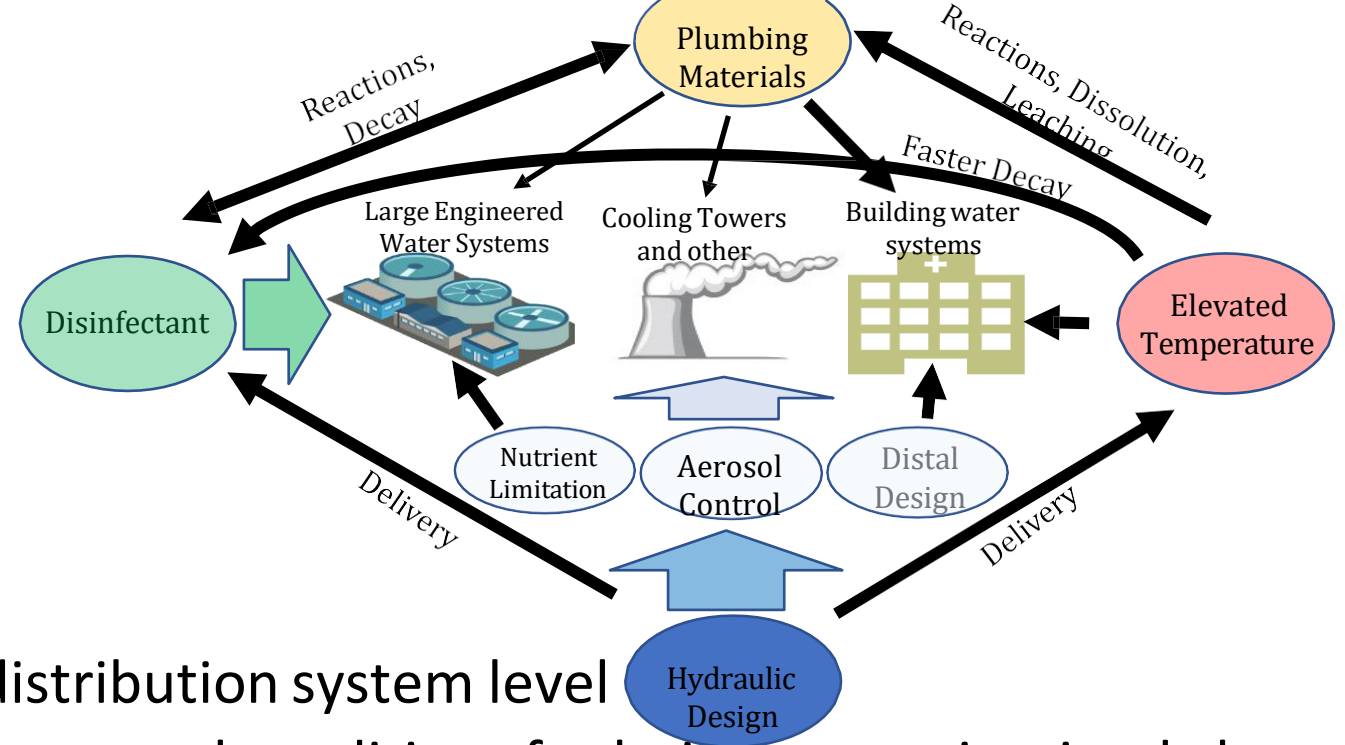 Plumbing
Materials
Reactions,
Decay
Reactions, Dissolution,
Leaching
Faster Decay
Large Engineered
Water Systems
Cooling Towers
and other
Building water
systems
Disinfectant
Elevated
Temperature
Nutrient
Limitation
Aerosol
Control
Distal
Design
Delivery
Delivery
Hydraulic
Design
distribution system level